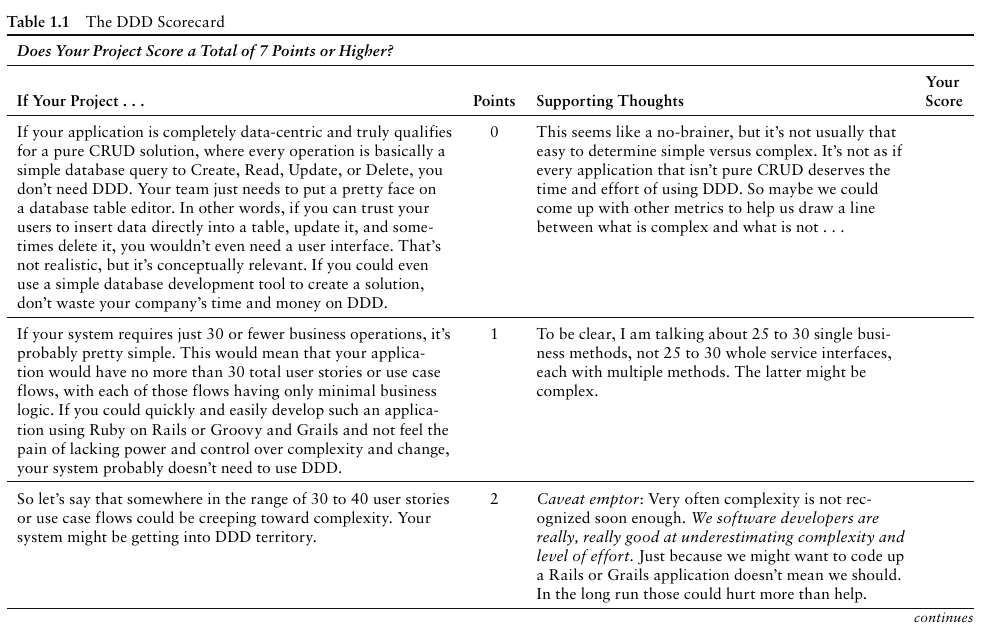 Table 1.1 The DDD Scorecard
Does Your Project Score a Total of 7 Points or Higher?
If Your Project . . .
Points
Supporting Thoughts
Your
Score
If your application is completely data-centric and truly qualifies
for a pure CRUD solution, where every operation is basically a
simple database query to Create, Read, Update, or Delete, you
don’t need DDD. Your team just needs to put a pretty face on
a database table editor. In other words, if you can trust your
users to insert data directly into a table, update it, and some-
times delete it, you wouldn’t even need a user interface. That’s
not realistic, but it’s conceptually relevant. If you could even
use a simple database development tool to create a solution,
don’t waste your company’s time and money on DDD.
0
This seems like a no-brainer, but it’s not usually that
easy to determine simple versus complex. It’s not as if
every application that isn’t pure CRUD deserves the
time and effort of using DDD. So maybe we could
come up with other metrics to help us draw a line
between what is complex and what is not . . .
If your system requires just 30 or fewer business operations, it’s
probably pretty simple. This would mean that your applica-
tion would have no more than 30 total user stories or use case
flows, with each of those flows having only minimal business
logic. If you could quickly and easily develop such an applica-
tion using Ruby on Rails or Groovy and Grails and not feel the
pain of lacking power and control over complexity and change,
your system probably doesn’t need to use DDD.
1
To be clear, I am talking about 25 to 30 single busi-
ness methods, not 25 to 30 whole service interfaces,
each with multiple methods. The latter might be
complex.
So let’s say that somewhere in the range of 30 to 40 user stories
or use case flows could be creeping toward complexity. Your
system might be getting into DDD territory.
2
Caveat emptor: Very often complexity is not rec-
ognized soon enough. We software developers are
really, really good at underestimating complexity and
level of effort. Just because we might want to code up
a Rails or Grails application doesn’t mean we should.
In the long run those could hurt more than help.
continues